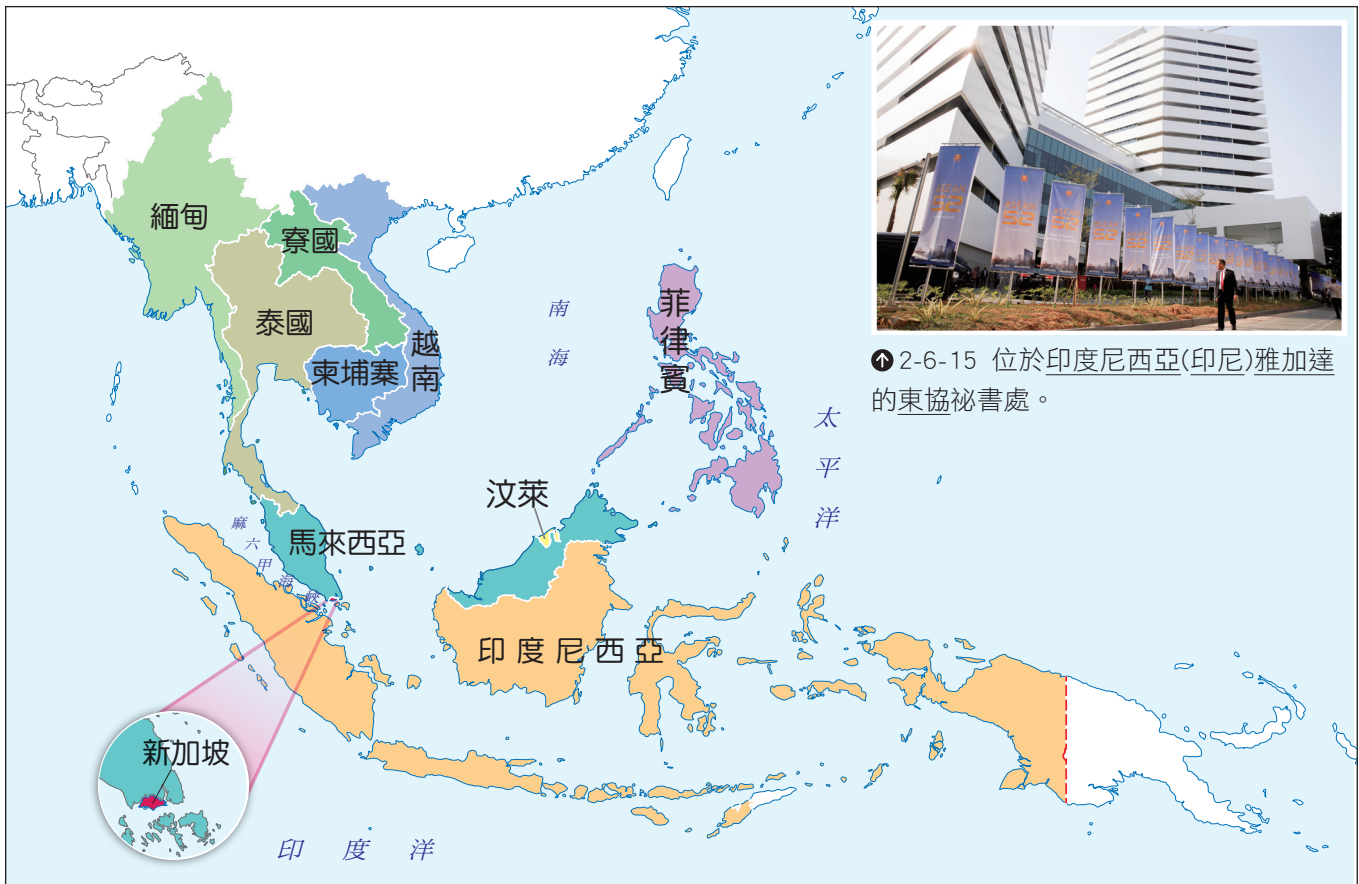 緬甸
寮國
泰國
越南
柬埔寨
南海
菲律賓
太平洋
汶萊
馬來西亞
麻六甲海峽
印度尼西亞
新加坡
印度洋
2-6-15 位於印度尼西亞(印尼)雅加達
的東協祕書處。